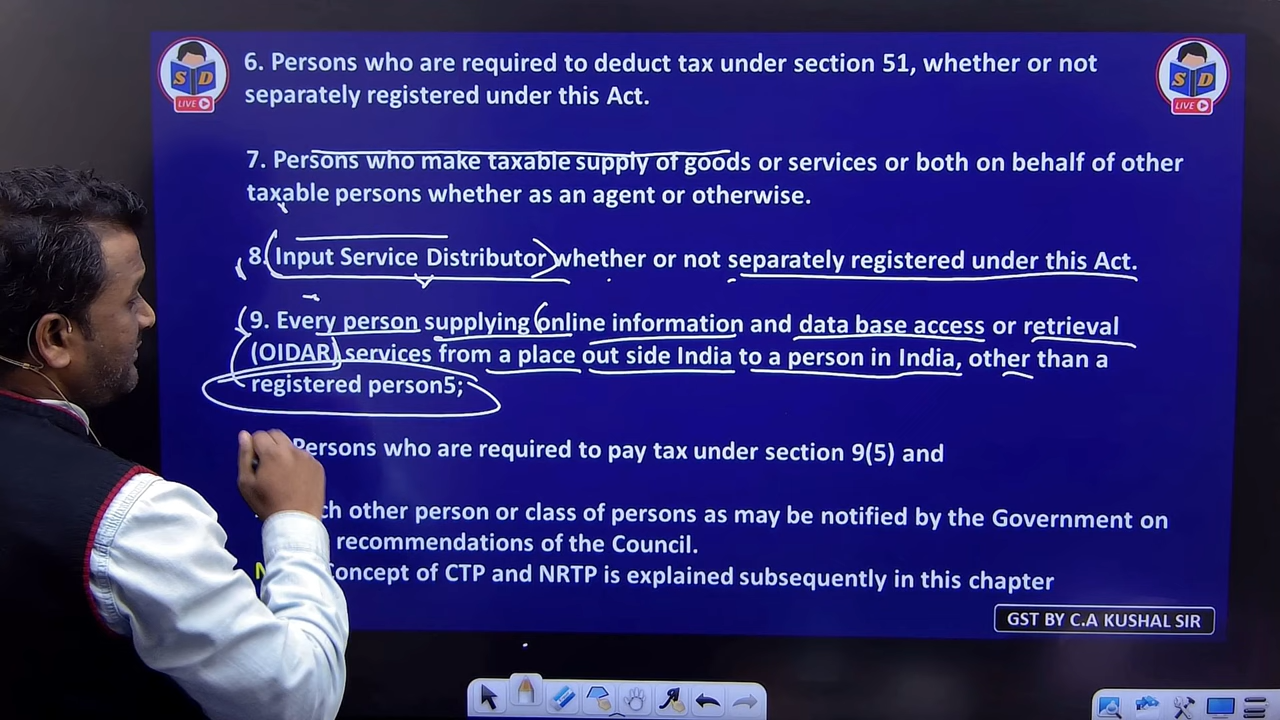 S D
LIVE
S D
LIVE
6. Persons who are required to deduct tax under section 51, whether or not
separately registered under this Act.
7. Persons who make taxable supply of goods or services or both on behalf of other
taxable persons whether as an agent or otherwise.
8. Input Service Distributor whether or not separately registered under this Act.
9. Every person supplying online information and data base access or retrieval
(OIDAR) services from a place out side India to a person in India, other than a
registered person5;
Persons who are required to pay tax under section 9(5) and
other person or class of persons as may be notified by the Government on
recommendations of the Council.
Concept of CTP and NRTP is explained subsequently in this chapter
GST BY C.A KUSHAL SIR